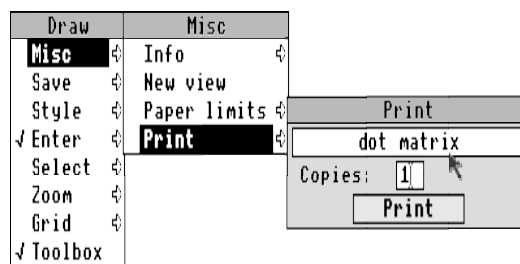 Draw
Misc
Save
Style
√ Enter
Select
Zoom
Grid
√ Toolbox
Misc
Info
New view
Paper limits
Print
Print
dot matrix
Copies: 1
Print